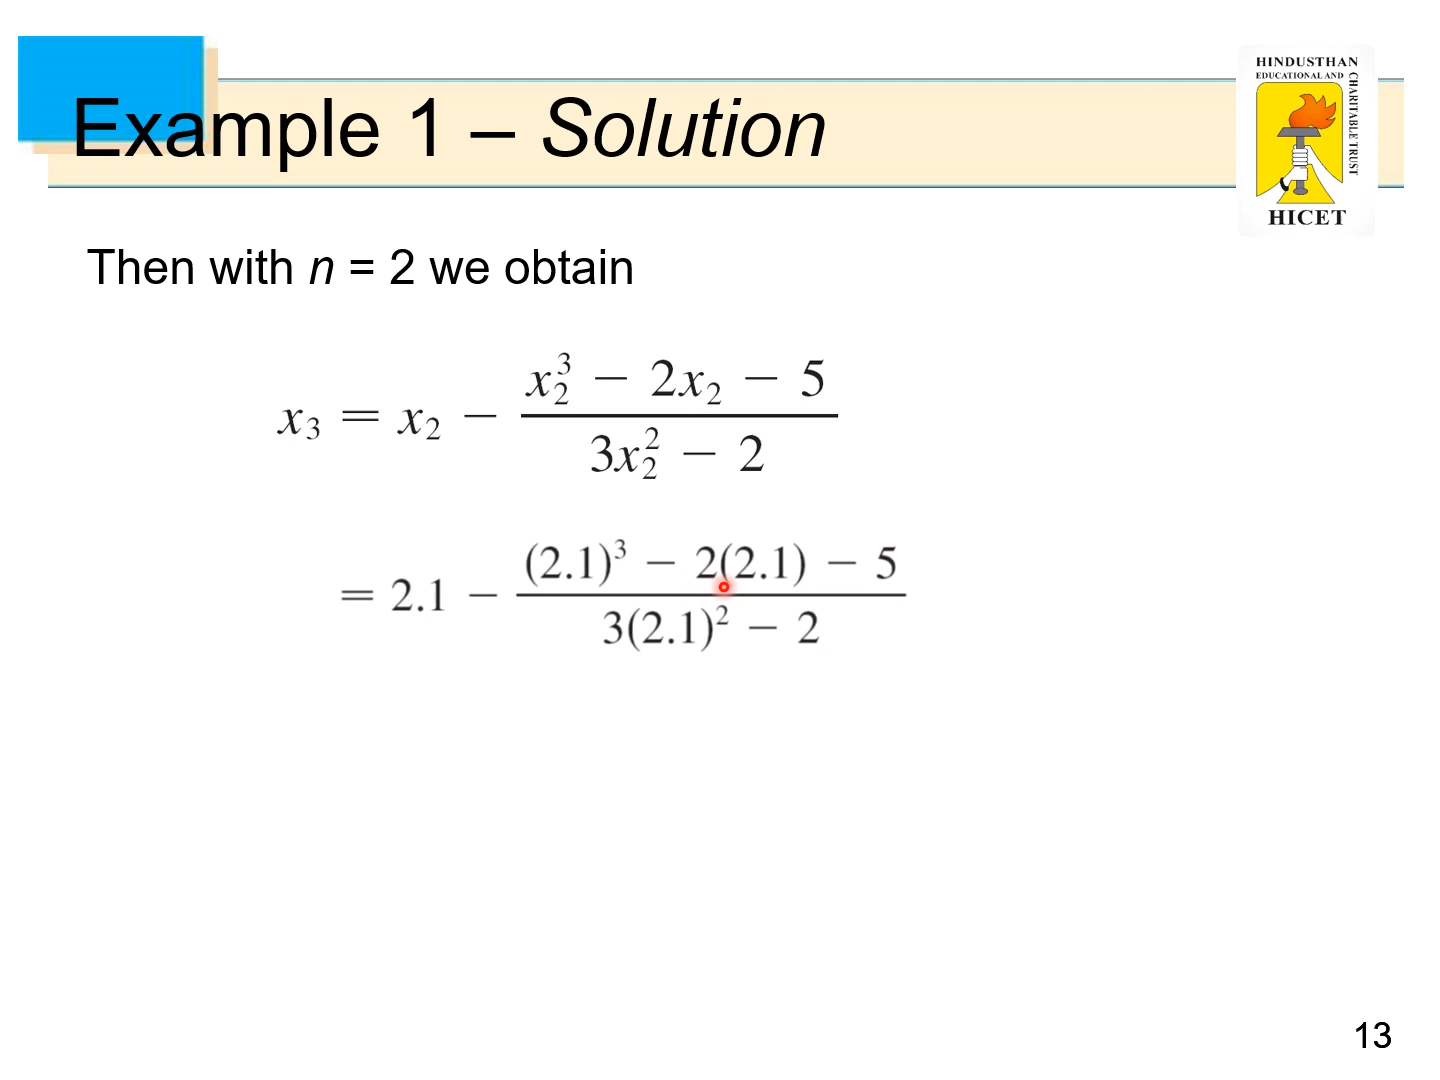 HINDUSTHAN
EDUCATIONAL AND
CHARITABLE TRUST
HICET
Example 1 – Solution
Then with n = 2 we obtain
x₃ = x₂ − (x₂³ − 2x₂ − 5) / (3x₂² − 2)
= 2.1 − ((2.1)³ − 2(2.1) − 5) / (3(2.1)² − 2)
13